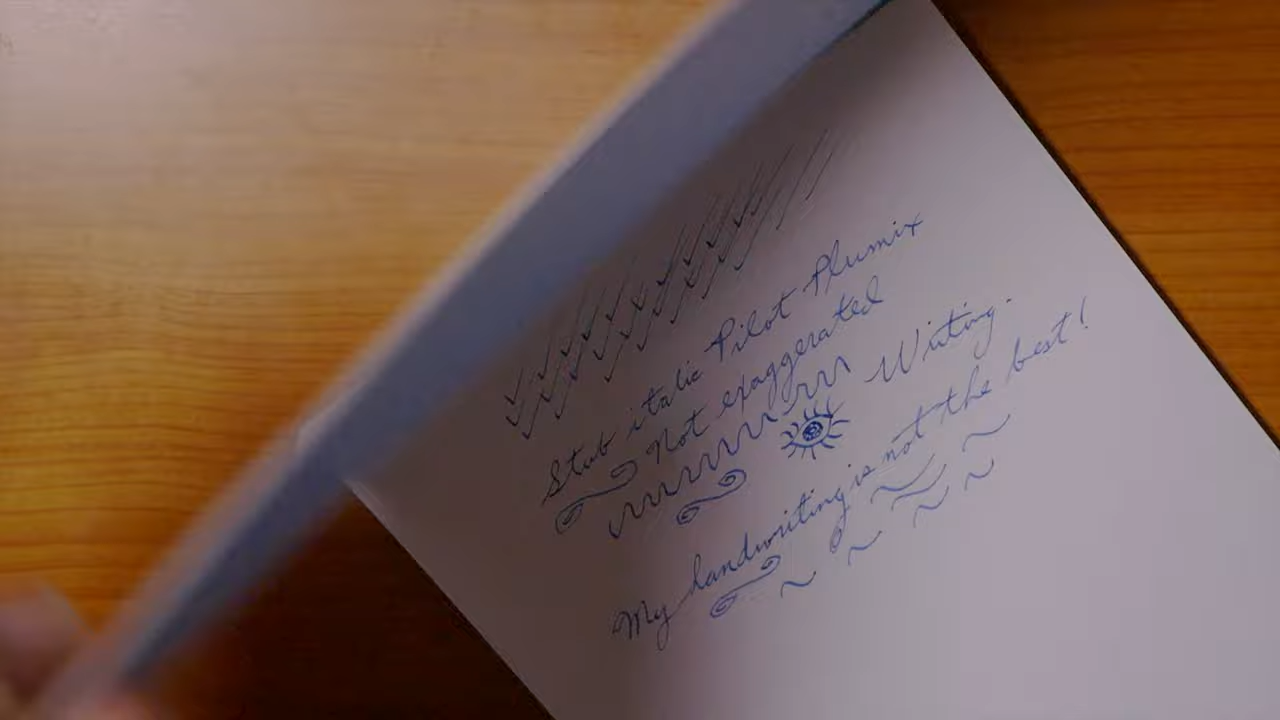 Stub italic Pilot Plumix
Not exaggerated
Writing.
My handwriting is not the best!